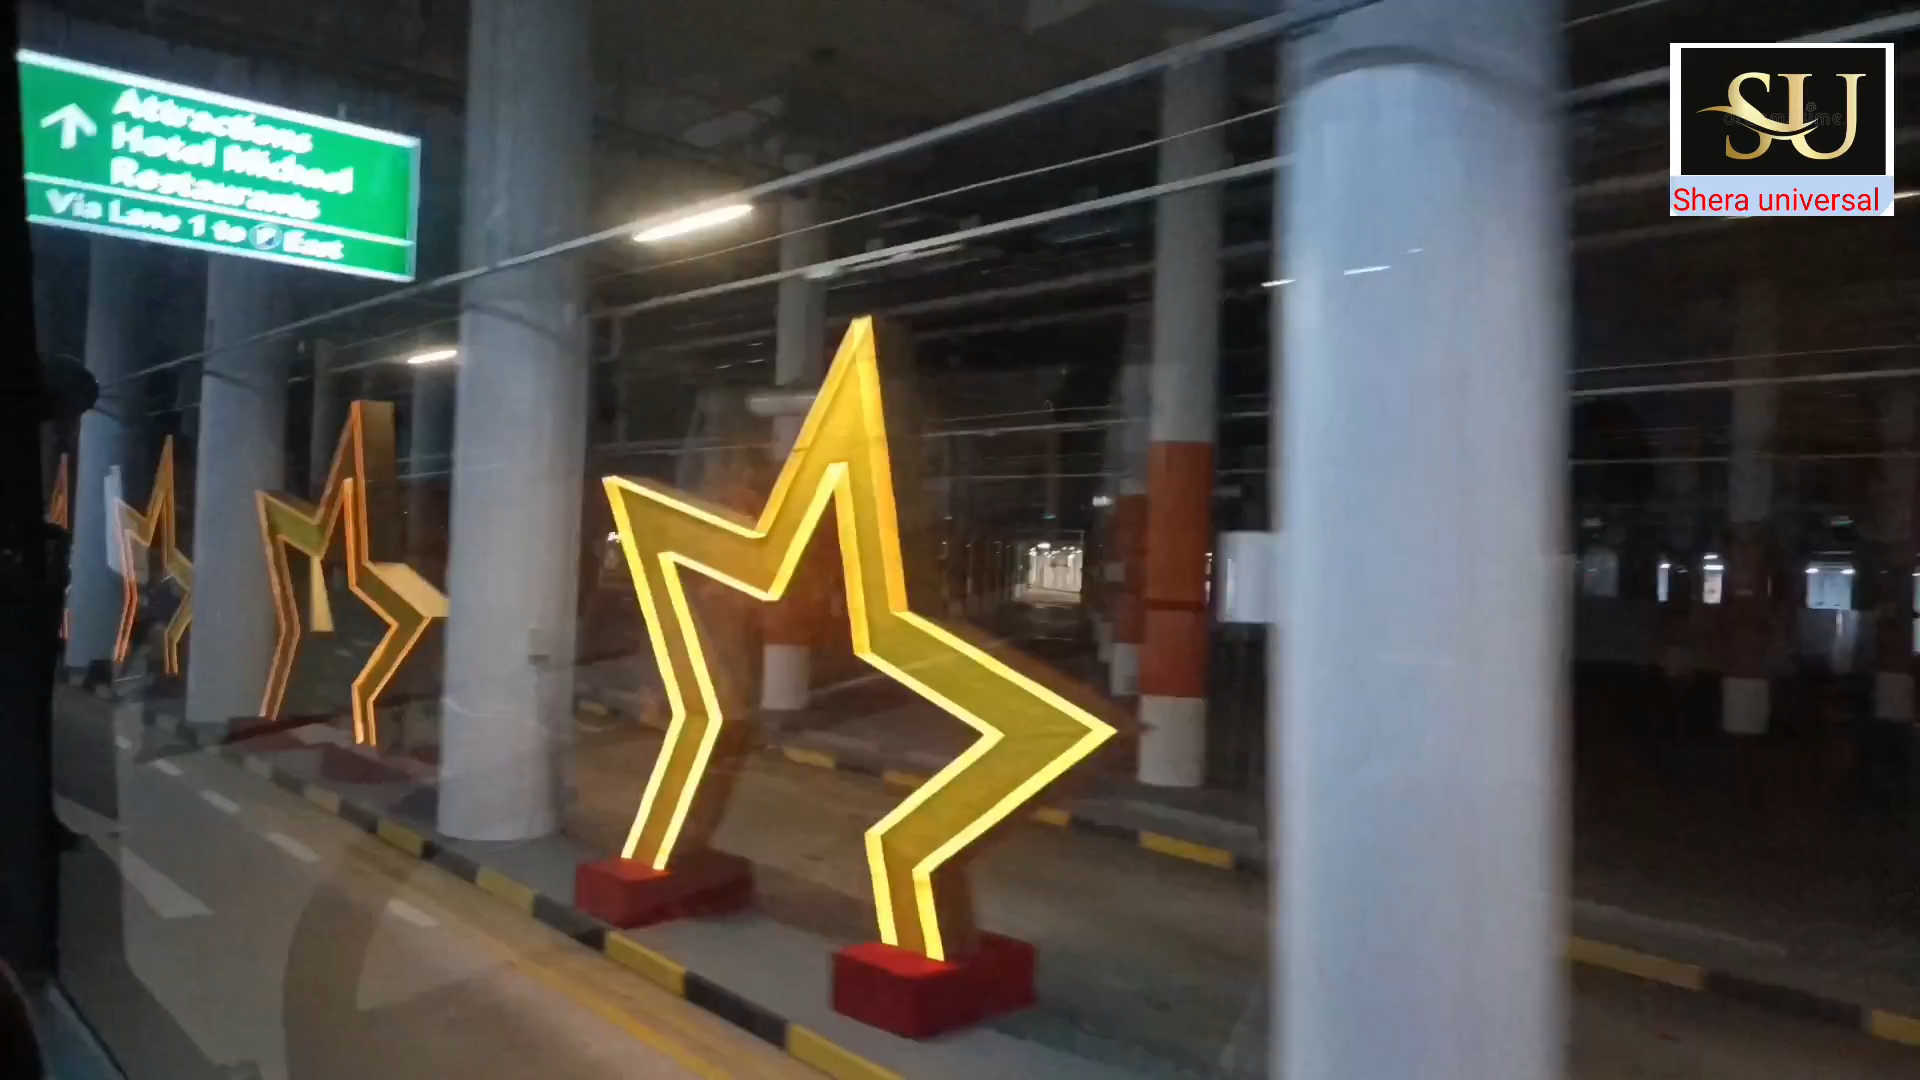 Attractions
Hotel Michael
Restaurants
Via Lane 1 to P East
SU
Shera universal